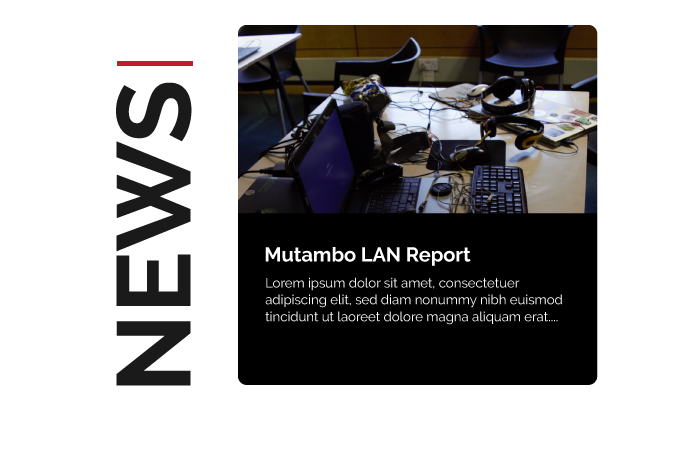 NEWS
Mutambo LAN Report
Lorem ipsum dolor sit amet, consectetuer
adipiscing elit, sed diam nonummy nibh euismod
tincidunt ut laoreet dolore magna aliquam erat....